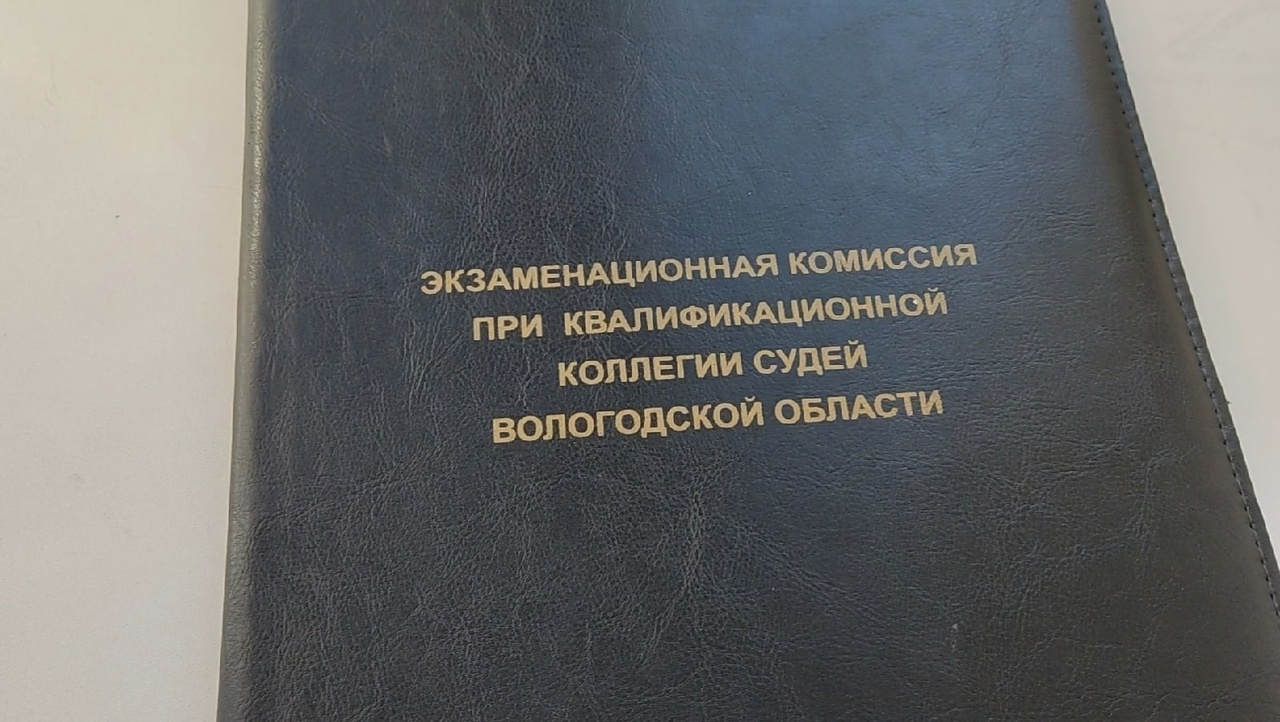 ЭКЗАМЕНАЦИОННАЯ КОМИССИЯ
ПРИ КВАЛИФИКАЦИОННОЙ
КОЛЛЕГИИ СУДЕЙ
ВОЛОГОДСКОЙ ОБЛАСТИ